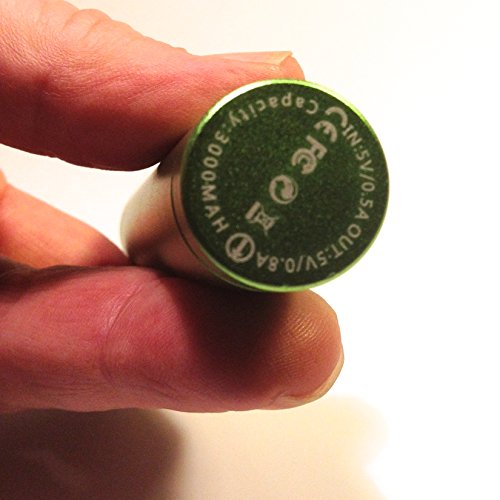 Capacity:3000MAH
IN:5V/0.5A OUT:5V/0.8A
CE FC